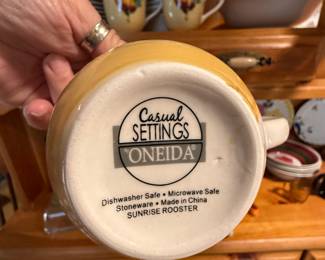 Casual
SETTINGS
ONEIDA®
Dishwasher Safe • Microwave Safe
Stoneware • Made in China
SUNRISE ROOSTER